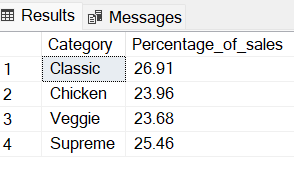 Results Messages
Category Percentage_of_sales
1 Classic 26.91
2 Chicken 23.96
3 Veggie 23.68
4 Supreme 25.46